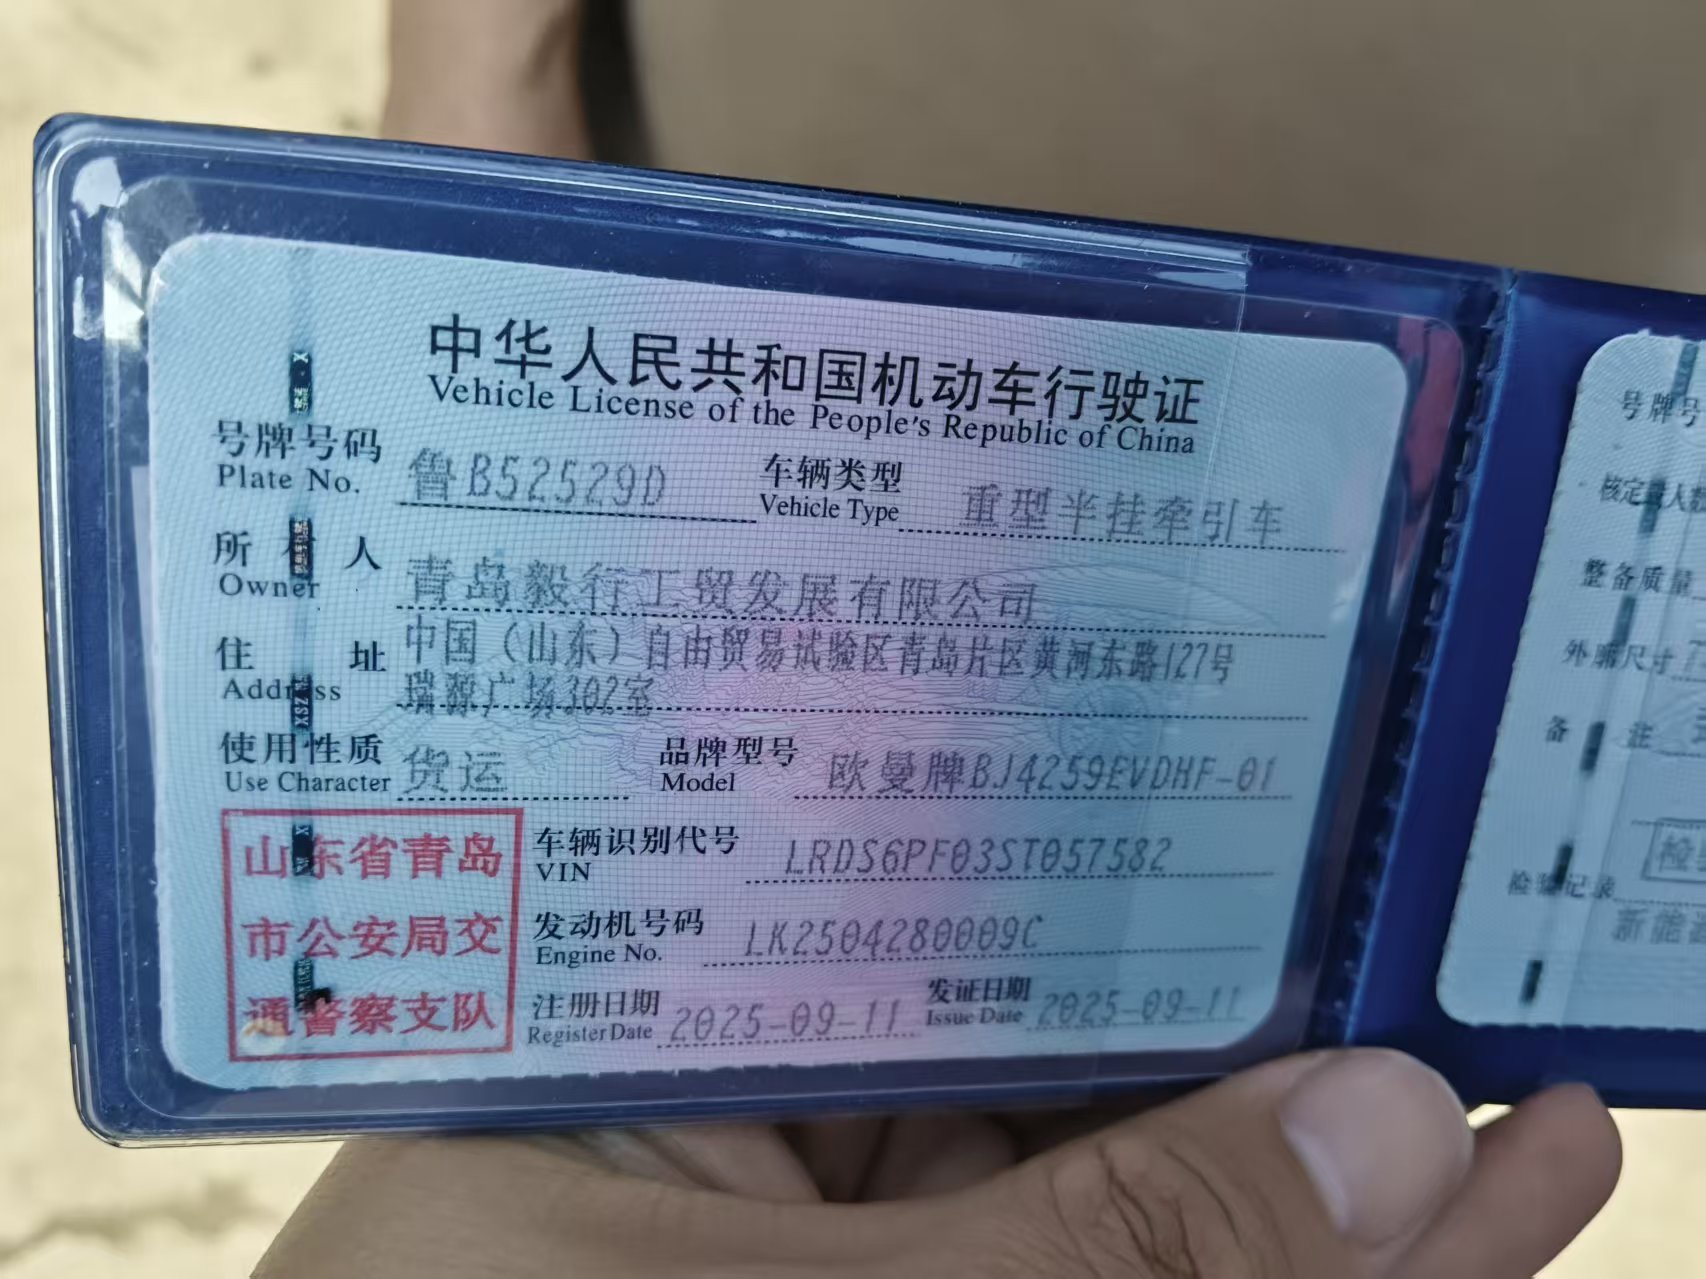 中华人民共和国机动车行驶证
Vehicle License of the People's Republic of China
号牌号码 鲁B52529D 车辆类型 重型半挂牵引车
Plate No. Vehicle Type
所有人 青岛毅行工贸发展有限公司
Owner
住址 中国（山东）自由贸易试验区青岛片区黄河东路127号
Address 瑞源广场302室
使用性质 货运 品牌型号 欧曼牌BJ4259EVDHF-01
Use Character Model
山东省青岛
市公安局交
通警察支队
车辆识别代号 LRDS6PF03ST057582
VIN
发动机号码 LK2504280009C
Engine No.
注册日期 2025-09-11 发证日期 2025-09-11
Register Date Issue Date
号牌号
核定载人数
整备质量
外廓尺寸
备注
检验记录
新能源